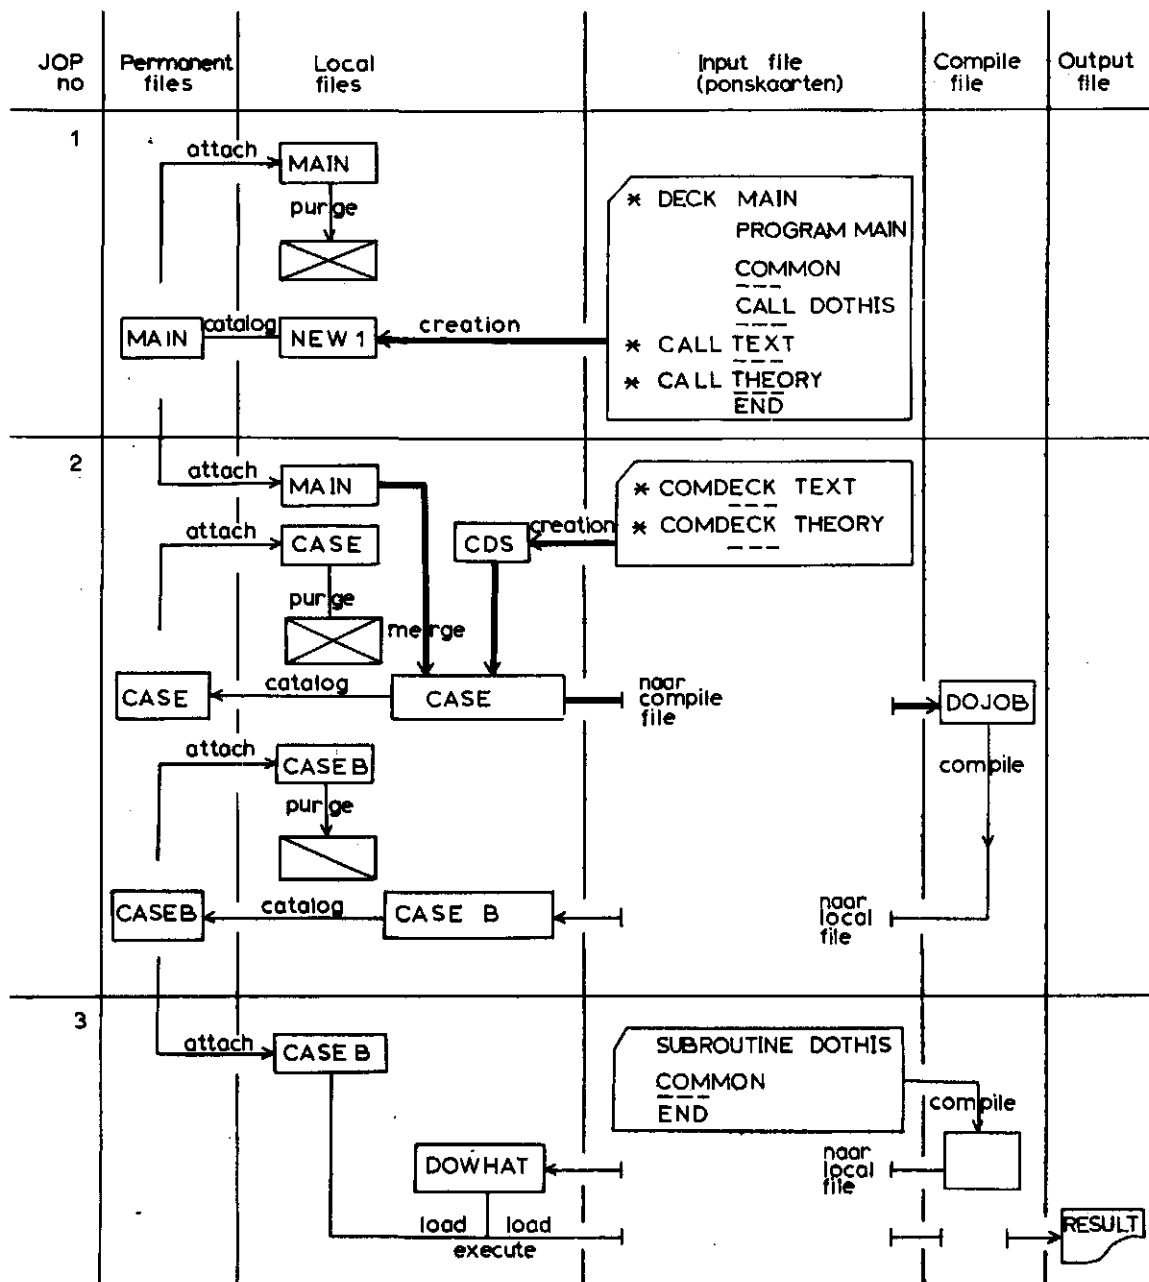 JOP no
Permanent files
Local files
Input file (ponskaarten)
Compile file
Output file
1
attach
MAIN
purge
MAIN
catalog
NEW 1
creation
* DECK MAIN
PROGRAM MAIN
COMMON
CALL DOTHIS
* CALL TEXT
* CALL THEORY
END
2
attach
MAIN
attach
CASE
purge
merge
CDS
creation
* COMDECK TEXT
* COMDECK THEORY
CASE
catalog
CASE
naar compile file
DOJOB
compile
attach
CASE B
purge
CASEB
catalog
CASE B
naar local file
3
attach
CASE B
SUBROUTINE DOTHIS
COMMON
END
compile
DOWHAT
naar local file
load
load
execute
RESULT